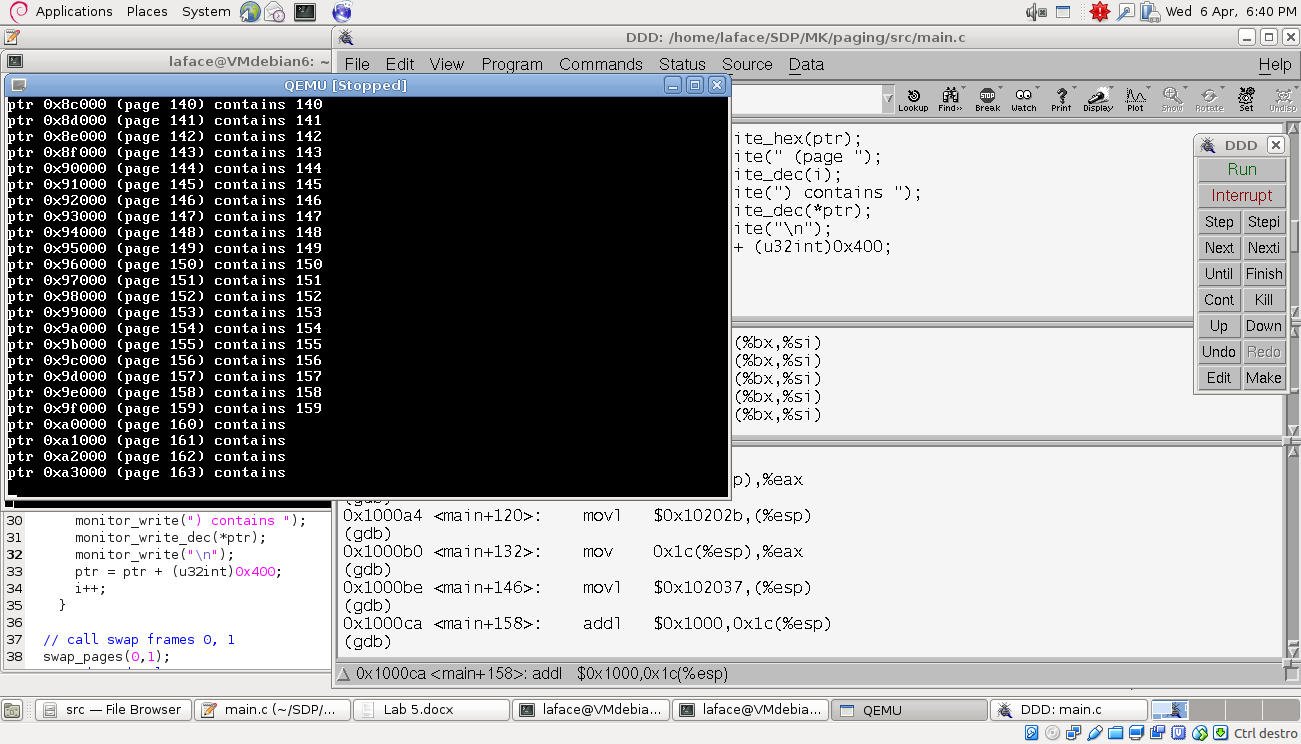 Applications Places System
Wed 6 Apr, 6:40 PM
DDD: /home/laface/SDP/MK/paging/src/main.c
laface@VMdebian6: ~
File Edit View Program Commands Status Source Data Help
QEMU [Stopped]
Lookup Find» Break Watch Print Display Plot Show Rotate Set Undisp
ptr 0x8c000 (page 140) contains 140
ptr 0x8d000 (page 141) contains 141
ptr 0x8e000 (page 142) contains 142
ptr 0x8f000 (page 143) contains 143
ptr 0x90000 (page 144) contains 144
ptr 0x91000 (page 145) contains 145
ptr 0x92000 (page 146) contains 146
ptr 0x93000 (page 147) contains 147
ptr 0x94000 (page 148) contains 148
ptr 0x95000 (page 149) contains 149
ptr 0x96000 (page 150) contains 150
ptr 0x97000 (page 151) contains 151
ptr 0x98000 (page 152) contains 152
ptr 0x99000 (page 153) contains 153
ptr 0x9a000 (page 154) contains 154
ptr 0x9b000 (page 155) contains 155
ptr 0x9c000 (page 156) contains 156
ptr 0x9d000 (page 157) contains 157
ptr 0x9e000 (page 158) contains 158
ptr 0x9f000 (page 159) contains 159
ptr 0xa0000 (page 160) contains
ptr 0xa1000 (page 161) contains
ptr 0xa2000 (page 162) contains
ptr 0xa3000 (page 163) contains
ite_hex(ptr);
ite(" (page ");
ite_dec(i);
ite(") contains ");
ite_dec(*ptr);
ite("\n");
+ (u32int)0x400;
DDD
Run
Interrupt
Step Stepi
Next Nexti
Until Finish
Cont Kill
Up Down
Undo Redo
Edit Make
(%bx,%si)
(%bx,%si)
(%bx,%si)
(%bx,%si)
(%bx,%si)
p),%eax
(gdb)
0x1000a4 <main+120>: movl $0x10202b,(%esp)
(gdb)
0x1000b0 <main+132>: mov 0x1c(%esp),%eax
(gdb)
0x1000be <main+146>: movl $0x102037,(%esp)
(gdb)
0x1000ca <main+158>: addl $0x1000,0x1c(%esp)
(gdb)
30 monitor_write(") contains ");
31 monitor_write_dec(*ptr);
32 monitor_write("\n");
33 ptr = ptr + (u32int)0x400;
34 i++;
35 }
36
37 // call swap frames 0, 1
38 swap_pages(0,1);
0x1000ca <main+158>: addl $0x1000,0x1c(%esp)
src — File Browser
main.c (~/SDP/...
Lab 5.docx
laface@VMdebia...
laface@VMdebia...
QEMU
DDD: main.c
Ctrl destro